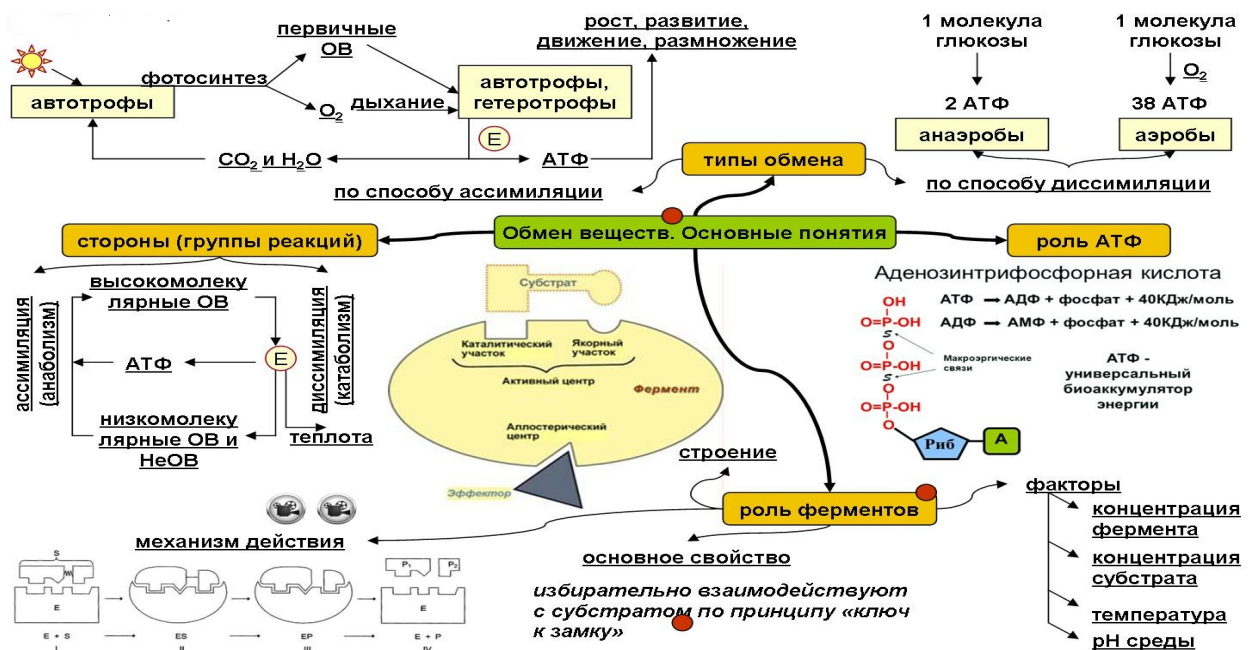 рост, развитие,
движение, размножение
1 молекула
глюкозы
1 молекула
глюкозы
O₂
2 АТФ
38 АТФ
анаэробы
аэробы
первичные
ОВ
фотосинтез
автотрофы
O₂
дыхание
автотрофы,
гетеротрофы
E
CO₂ и H₂O
АТФ
типы обмена
по способу ассимиляции
по способу диссимиляции
Обмен веществ. Основные понятия
стороны (группы реакций)
роль АТФ
ассимиляция
(анаболизм)
высокомолеку
лярные ОВ
АТФ
E
низкомолеку
лярные ОВ и
НеОВ
теплота
диссимиляция
(катаболизм)
Субстрат
Каталитический
участок
Якорный
участок
Активный центр
Фермент
Аллостерический
центр
Эффектор
Аденозинтрифосфорная кислота
OH
O=P-OH
S
O
O=P-OH
S
O
O=P-OH
O
Риб
А
Макроэргические
связи
АТФ → АДФ + фосфат + 40КДж/моль
АДФ → АМФ + фосфат + 40КДж/моль
АТФ -
универсальный
биоаккумулятор
энергии
роль ферментов
строение
механизм действия
основное свойство
избирательно взаимодействуют
с субстратом по принципу «ключ
к замку»
факторы
концентрация
фермента
концентрация
субстрата
температура
pH среды
S
E
P₁ P₂
E
E + S
ES
EP
E + P
I
II
III
IV